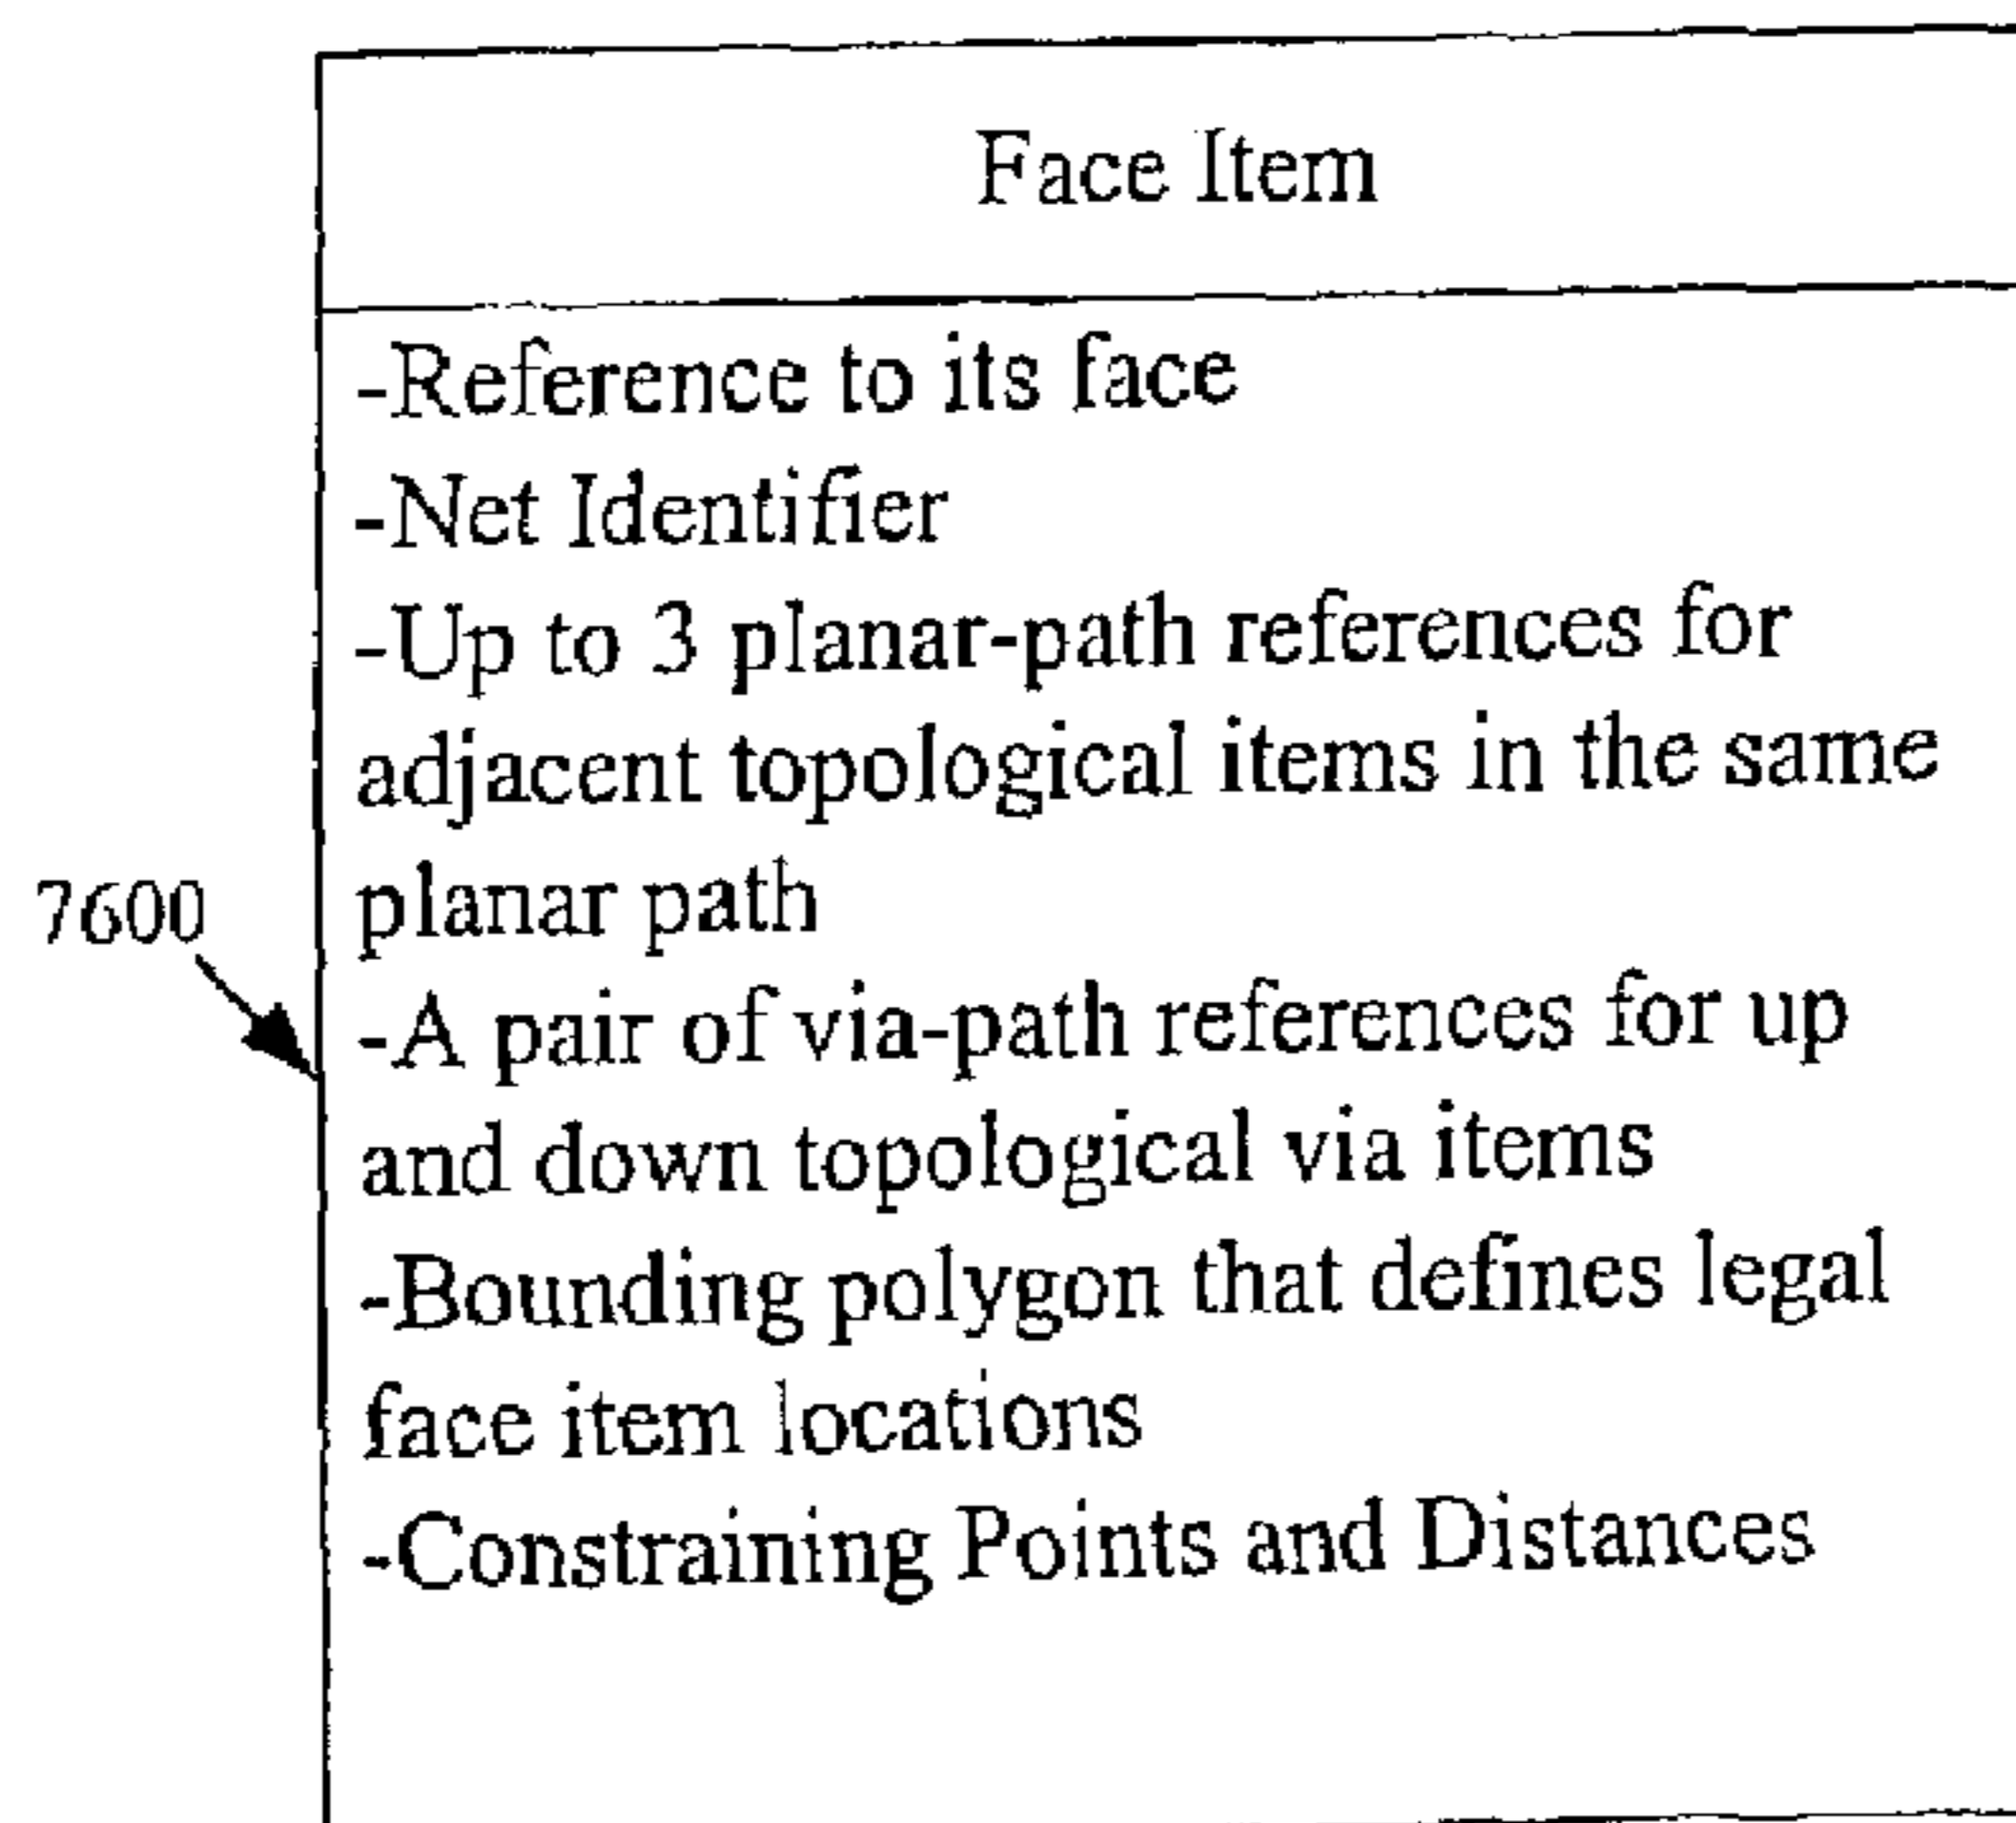 Face Item
-Reference to its face
-Net Identifier
-Up to 3 planar-path references for
adjacent topological items in the same
planar path
7600
-A pair of via-path references for up
and down topological via items
-Bounding polygon that defines legal
face item locations
-Constraining Points and Distances